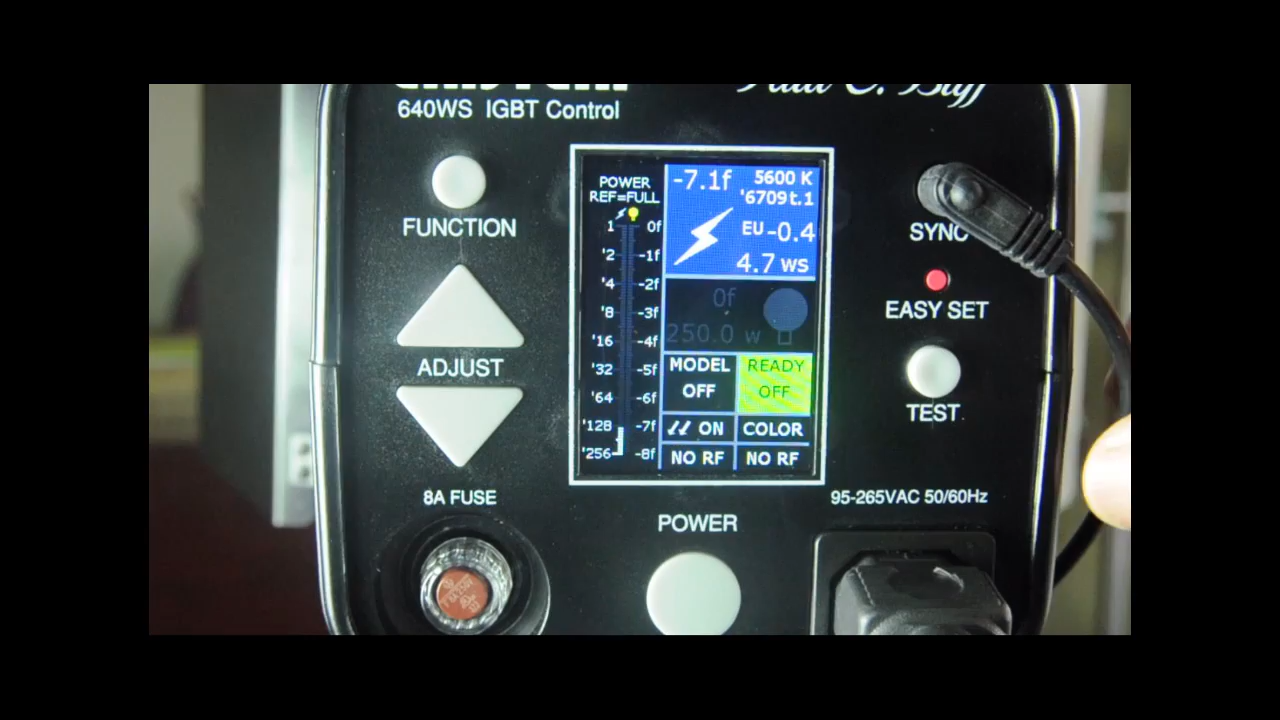 640WS IGBT Control
Paul C. Buff
FUNCTION
ADJUST
8A FUSE
POWER
REF=FULL
1 0f
'2 -1f
'4 -2f
'8 -3f
'16 -4f
'32 -5f
'64 -6f
'128 -7f
'256 -8f
-7.1f 5600 K
'6709t.1
EU -0.4
4.7 ws
0f
250.0 w
MODEL OFF
READY OFF
ON COLOR
NO RF NO RF
POWER
SYNC
EASY SET
TEST
95-265VAC 50/60Hz